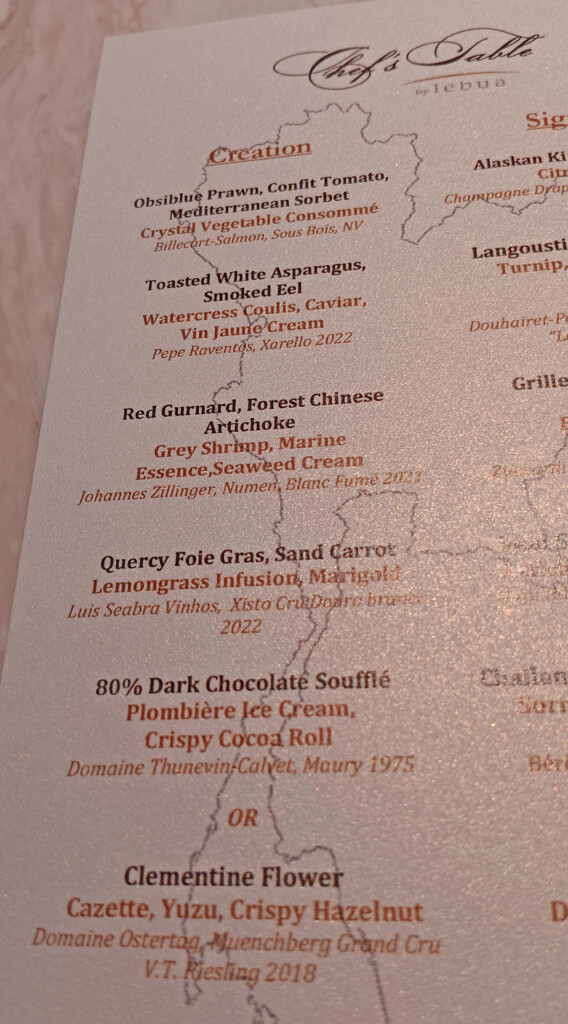 Chef's Table
by lebua
Creation
Obsiblue Prawn, Confit Tomato,
Mediterranean Sorbet
Crystal Vegetable Consommé
Billecart-Salmon, Sous Bois, NV
Toasted White Asparagus,
Smoked Eel
Watercress Coulis, Caviar,
Vin Jaune Cream
Pepe Raventós, Xarello 2022
Red Gurnard, Forest Chinese
Artichoke
Grey Shrimp, Marine
Essence,Seaweed Cream
Johannes Zillinger, Numen, Blanc Fumé 2021
Quercy Foie Gras, Sand Carrot
Lemongrass Infusion, Marigold
Luis Seabra Vinhos, Xisto Cru
2022
80% Dark Chocolate Soufflé
Plombière Ice Cream,
Crispy Cocoa Roll
Domaine Thunevin-Calvet, Maury 1975
OR
Clementine Flower
Cazette, Yuzu, Crispy Hazelnut
Domaine Ostertag, Muenchberg Grand Cru
V.T. Riesling 2018
Sig
Alaskan Ki
Citr
Champagne Drap
Langousti
Turnip,
Douhairet-Po
"L
Grille
Béré
D